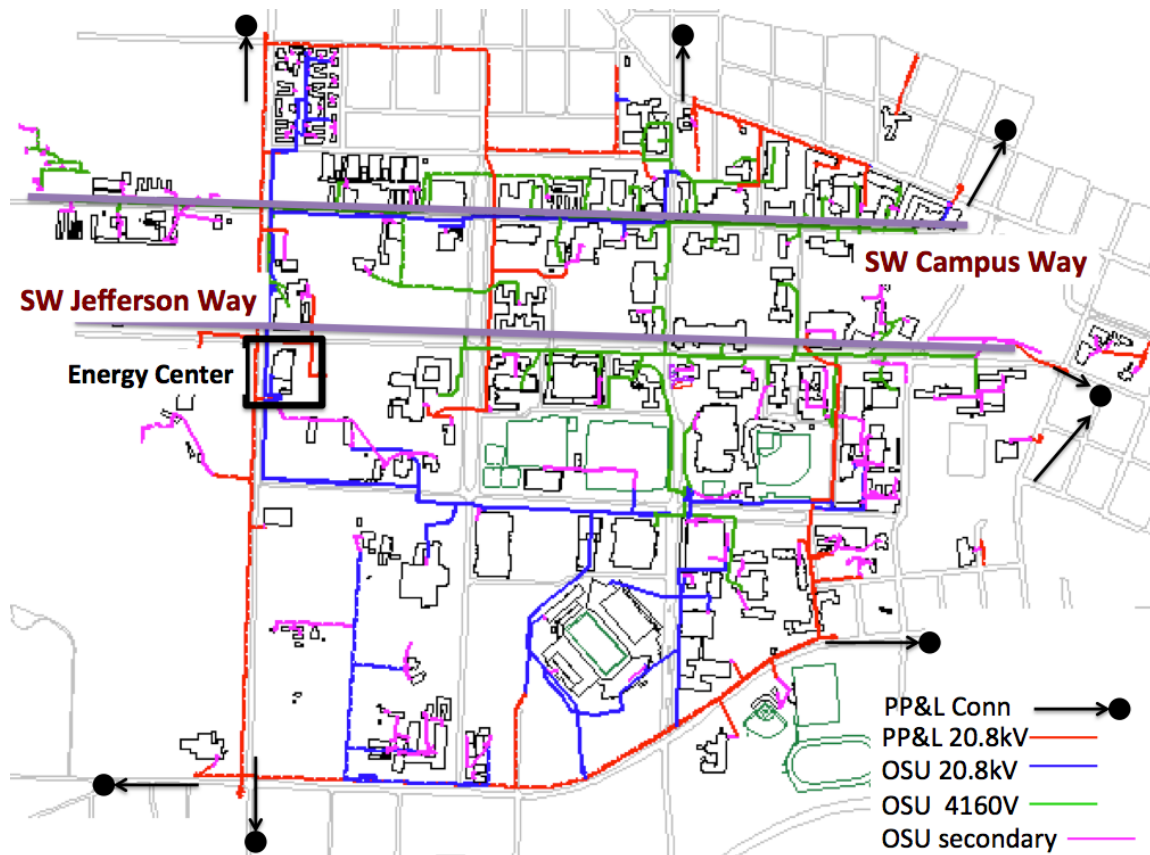 SW Campus Way
SW Jefferson Way
Energy Center
PP&L Conn
PP&L 20.8kV
OSU 20.8kV
OSU 4160V
OSU secondary